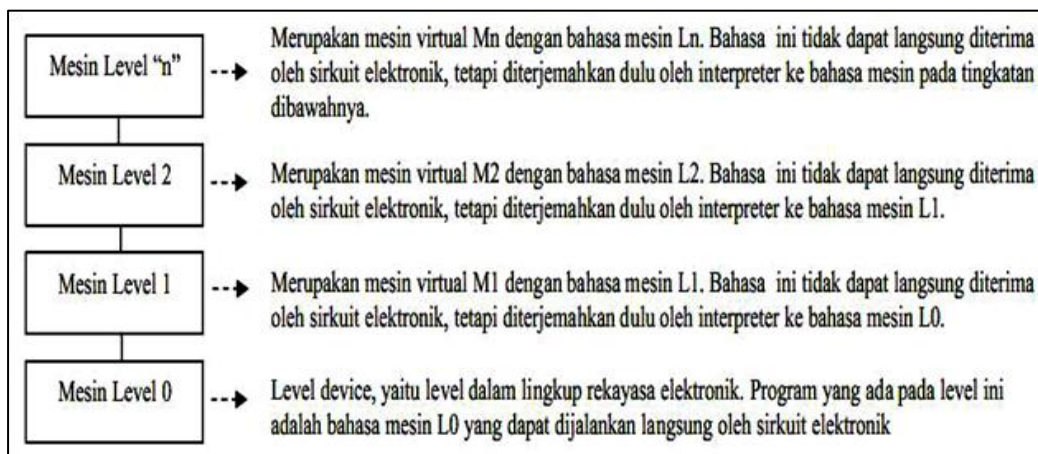 Mesin Level “n”
Merupakan mesin virtual Mn dengan bahasa mesin Ln. Bahasa ini tidak dapat langsung diterima
oleh sirkuit elektronik, tetapi diterjemahkan dulu oleh interpreter ke bahasa mesin pada tingkatan
dibawahnya.
Mesin Level 2
Merupakan mesin virtual M2 dengan bahasa mesin L2. Bahasa ini tidak dapat langsung diterima
oleh sirkuit elektronik, tetapi diterjemahkan dulu oleh interpreter ke bahasa mesin L1.
Mesin Level 1
Merupakan mesin virtual M1 dengan bahasa mesin L1. Bahasa ini tidak dapat langsung diterima
oleh sirkuit elektronik, tetapi diterjemahkan dulu oleh interpreter ke bahasa mesin L0.
Mesin Level 0
Level device, yaitu level dalam lingkup rekayasa elektronik. Program yang ada pada level ini
adalah bahasa mesin L0 yang dapat dijalankan langsung oleh sirkuit elektronik